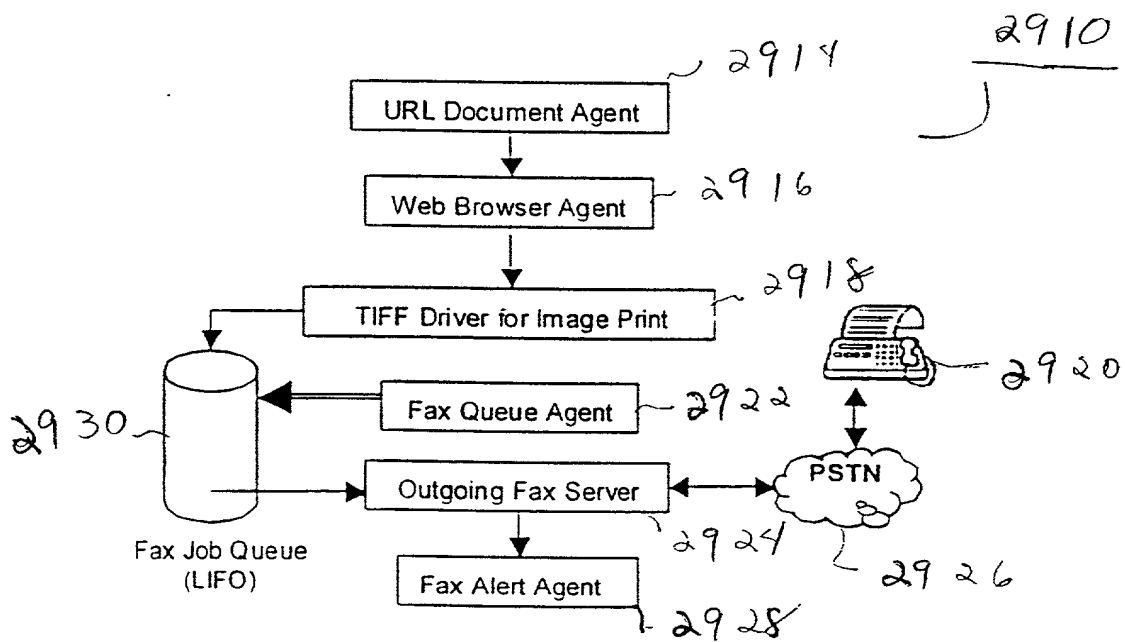 2910
2914
URL Document Agent
2916
Web Browser Agent
2918
TIFF Driver for Image Print
2920
2930
Fax Queue Agent
2922
PSTN
Outgoing Fax Server
2924
Fax Job Queue
(LIFO)
2926
Fax Alert Agent
2928